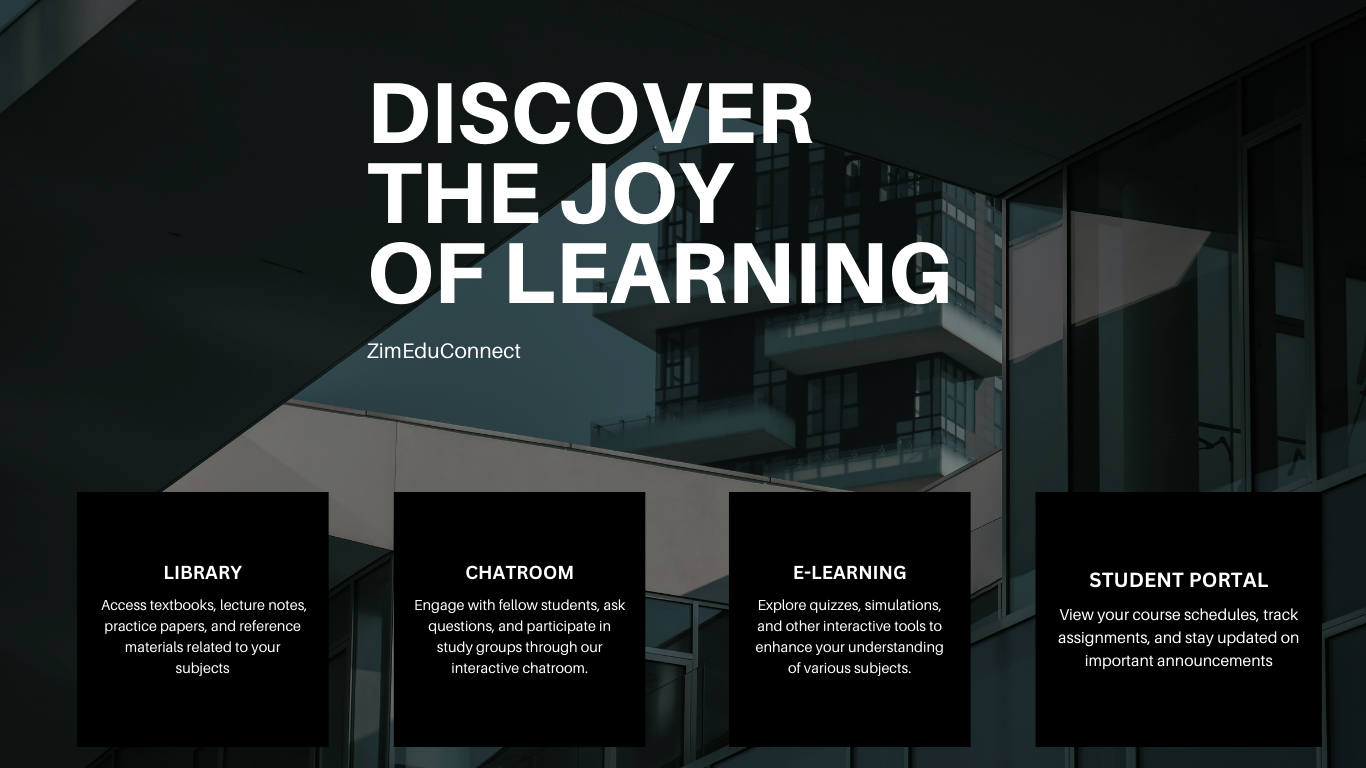 DISCOVER
THE JOY
OF LEARNING
ZimEduConnect
LIBRARY
Access textbooks, lecture notes,
practice papers, and reference
materials related to your
subjects
CHATROOM
Engage with fellow students, ask
questions, and participate in
study groups through our
interactive chatroom.
E-LEARNING
Explore quizzes, simulations,
and other interactive tools to
enhance your understanding
of various subjects.
STUDENT PORTAL
View your course schedules, track
assignments, and stay updated on
important announcements